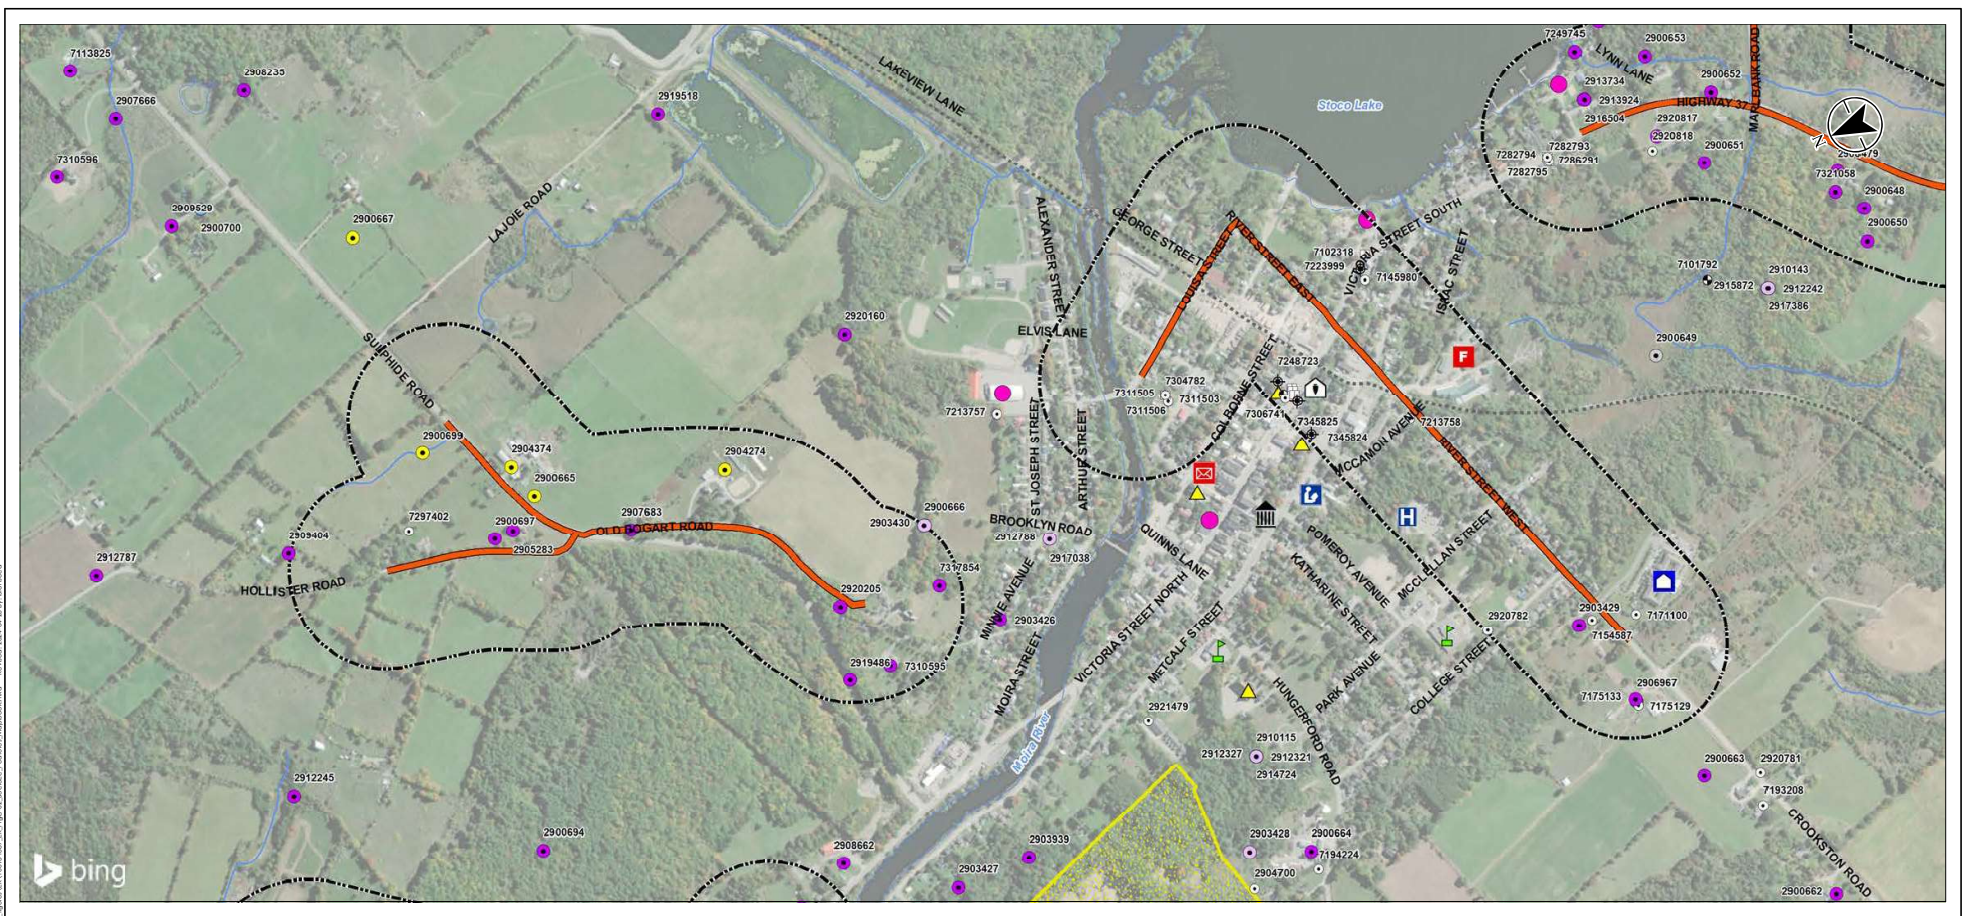 7113825
2908235
2907666
2919518
LAKEVIEW LANE
Stoco Lake
7249745
LYNN LANE
2900653
2900652
2913734
2913924
HIGHWAY 37
MARLBANK ROAD
2916504
2920817
2920818
2900651
7282793
7282794
7286291
7282795
N
7321058
2900648
2900650
7310596
2909529
2900700
2900667
LAJOIE ROAD
ALEXANDER STREET
GEORGE STREET
LOUISA STREET
RIVER STREET EAST
7102318
7223999
VICTORIA STREET SOUTH
7145980
ISAAC STREET
7101792
2915872
2910143
2912242
2917386
2900649
SULPHIDE ROAD
2920160
ELVIS LANE
7248723
F
7304782
7311505
7311503
7311506
COLBORNE STREET
7306741
7345825
7345824
MCCAMON AVENUE
7213758
RIVER STREET WEST
7213757
ST JOSEPH STREET
ARTHUR STREET
2900699
2904374
2900665
2904274
7297402
2900697
2907683
OLD BOGART ROAD
2900666
2903430
BROOKLYN ROAD
2912788
2917038
QUINNS LANE
H
POMEROY AVENUE
KATHARINE STREET
MCCLELLAN STREET
2909404
2905283
2912787
HOLLISTER ROAD
7317854
2920205
MINNIE AVENUE
2903426
MOIRA STREET
VICTORIA STREET NORTH
METCALF STREET
2920782
2903429
7171100
7154587
2919486
7310595
HUNGERFORD ROAD
PARK AVENUE
COLLEGE STREET
2906967
7175133
7175129
Moira River
2921479
2910115
2912327
2912321
2914724
2900663
2920781
7193208
2912245
CROOKSTON ROAD
2900694
2908662
2903939
2903427
2903428
2900664
7194224
2904700
2900662
bing